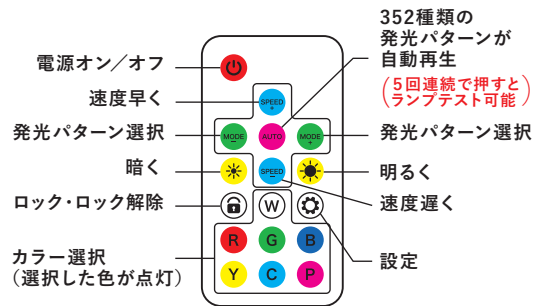 352種類の
発光パターンが
自動再生
(5回連続で押すと
ランプテスト可能)
電源オン／オフ
速度早く
発光パターン選択
暗く
ロック・ロック解除
カラー選択
(選択した色が点灯)
SPEED
+
MODE
−
AUTO
MODE
+
SPEED
−
W
R
G
B
Y
C
P
発光パターン選択
明るく
速度遅く
設定